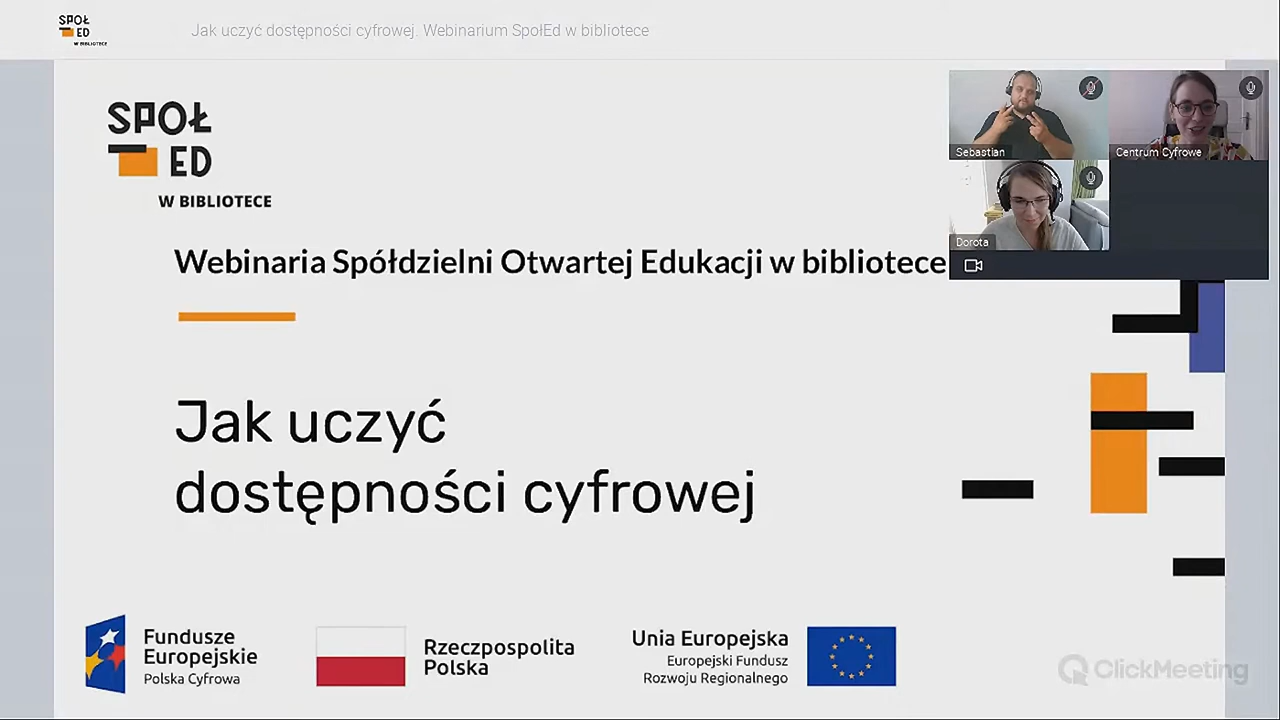 SPOŁ
ED
W BIBLIOTECE
Jak uczyć dostępności cyfrowej. Webinarium SpołEd w bibliotece
SPOŁ
ED
W BIBLIOTECE
Sebastian
Centrum Cyfrowe
Dorota
Webinaria Spółdzielni Otwartej Edukacji w bibliotece
Jak uczyć
dostępności cyfrowej
Fundusze
Europejskie
Polska Cyfrowa
Rzeczpospolita
Polska
Unia Europejska
Europejski Fundusz
Rozwoju Regionalnego
ClickMeeting